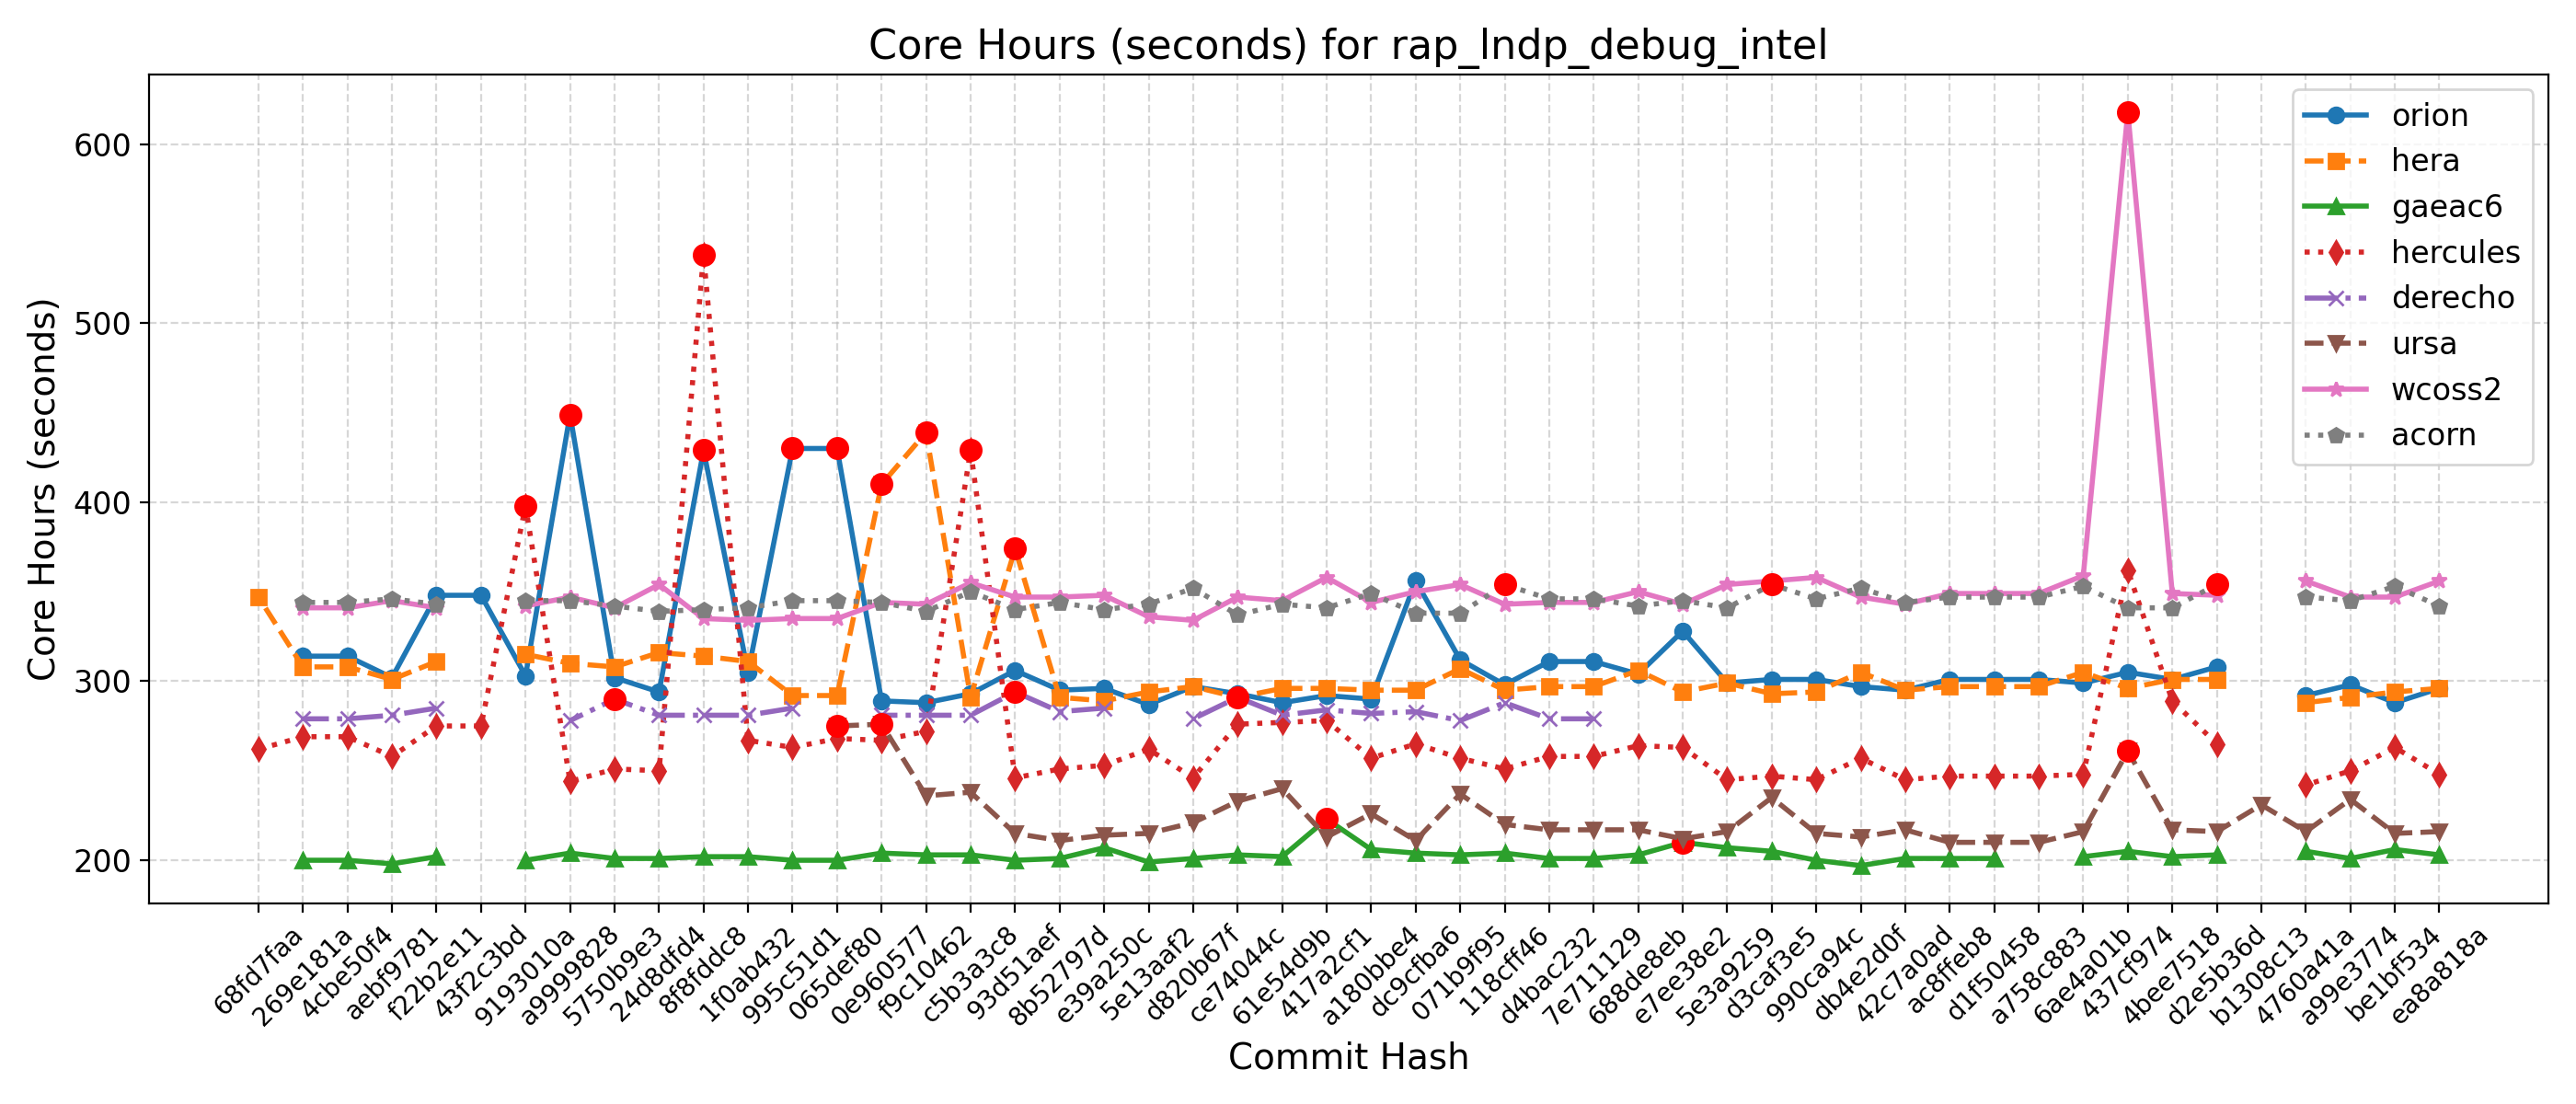 Core Hours (seconds) for rap_lndp_debug_intel
Core Hours (seconds)
600
500
400
300
200
orion
hera
gaeac6
hercules
derecho
ursa
wcoss2
acorn
68fd7faa
269e181a
4cbe50f4
aebf9781
f22b2e11
43f2c3bd
9193010a
a9999828
5750b9e3
24d8dfd4
8f8fddc8
1f0ab432
995c51d1
065def80
0e960577
f9c10462
c5b3a3c8
93d51aef
8b52797d
e39a250c
5e13aaf2
d820b67f
ce74044c
61e54d9b
417a2cf1
a180bbe4
dc9cfba6
071b9f95
118cff46
d4bac232
7e711129
688de8eb
e7ee38e2
5e3a9259
d3caf3e5
990ca94c
db4e2d0f
42c7a0ad
ac8ffeb8
d1f50458
a758c883
6ae4a01b
437cf974
4bee7518
d2e5b36d
b1308c13
4760a41a
a99e3774
be1bf534
ea8a818a
Commit Hash